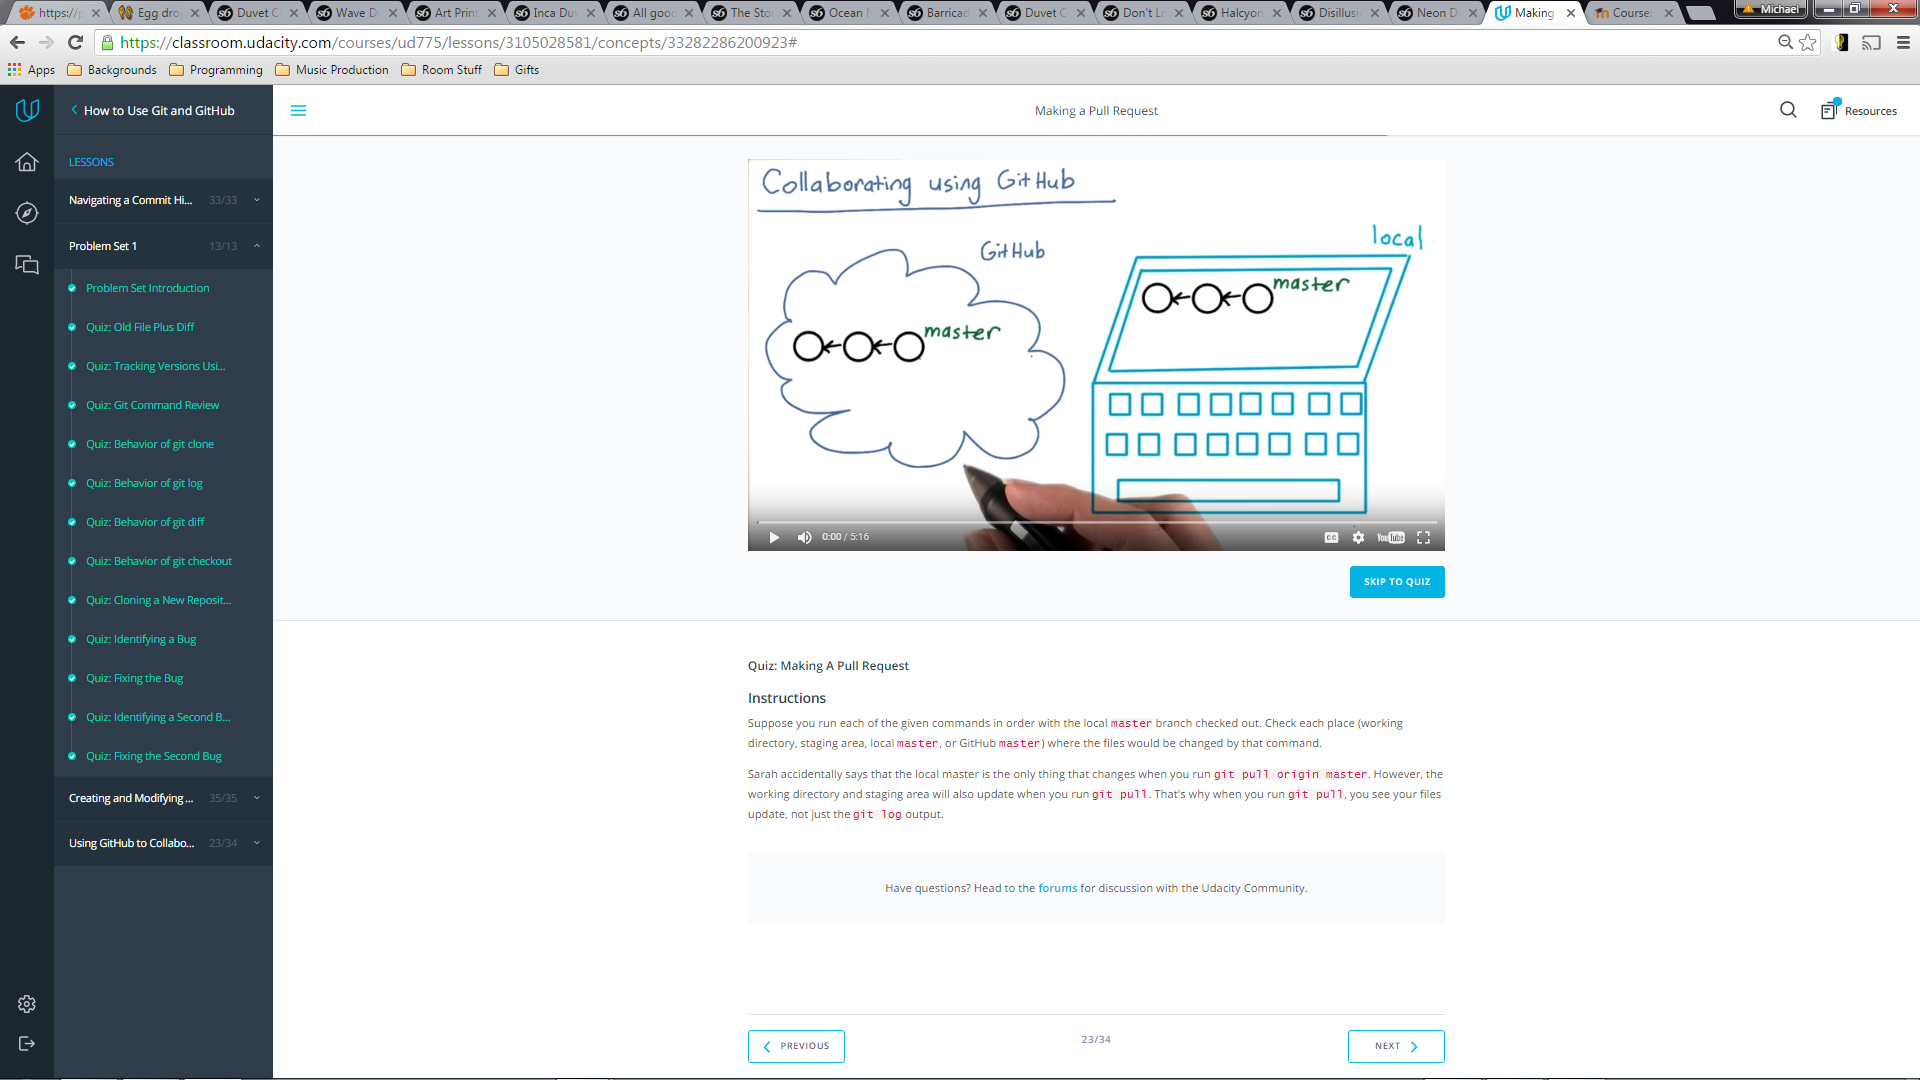 https://p
Egg dro
Duvet C
Wave D
Art Print
Inca Du
All good
The Sto
Ocean M
Barricad
Duvet C
Don't L
Halcyon
Disillusi
Neon D
Making
Course
Michael
https://classroom.udacity.com/courses/ud775/lessons/3105028581/concepts/33282286200923#
Apps
Backgrounds
Programming
Music Production
Room Stuff
Gifts
How to Use Git and GitHub
Making a Pull Request
Resources
LESSONS
Navigating a Commit Hi... 33/33
Problem Set 1 13/13
Problem Set Introduction
Quiz: Old File Plus Diff
Quiz: Tracking Versions Usi...
Quiz: Git Command Review
Quiz: Behavior of git clone
Quiz: Behavior of git log
Quiz: Behavior of git diff
Quiz: Behavior of git checkout
Quiz: Cloning a New Reposit...
Quiz: Identifying a Bug
Quiz: Fixing the Bug
Quiz: Identifying a Second B...
Quiz: Fixing the Second Bug
Creating and Modifying ... 35/35
Using GitHub to Collabo... 23/34
Collaborating using GitHub
GitHub
master
local
master
0:00 / 5:16
CC
YouTube
SKIP TO QUIZ
Quiz: Making A Pull Request
Instructions
Suppose you run each of the given commands in order with the local master branch checked out. Check each place (working
directory, staging area, local master, or GitHub master) where the files would be changed by that command.
Sarah accidentally says that the local master is the only thing that changes when you run git pull origin master. However, the
working directory and staging area will also update when you run git pull. That's why when you run git pull, you see your files
update, not just the git log output.
Have questions? Head to the forums for discussion with the Udacity Community.
PREVIOUS
23/34
NEXT